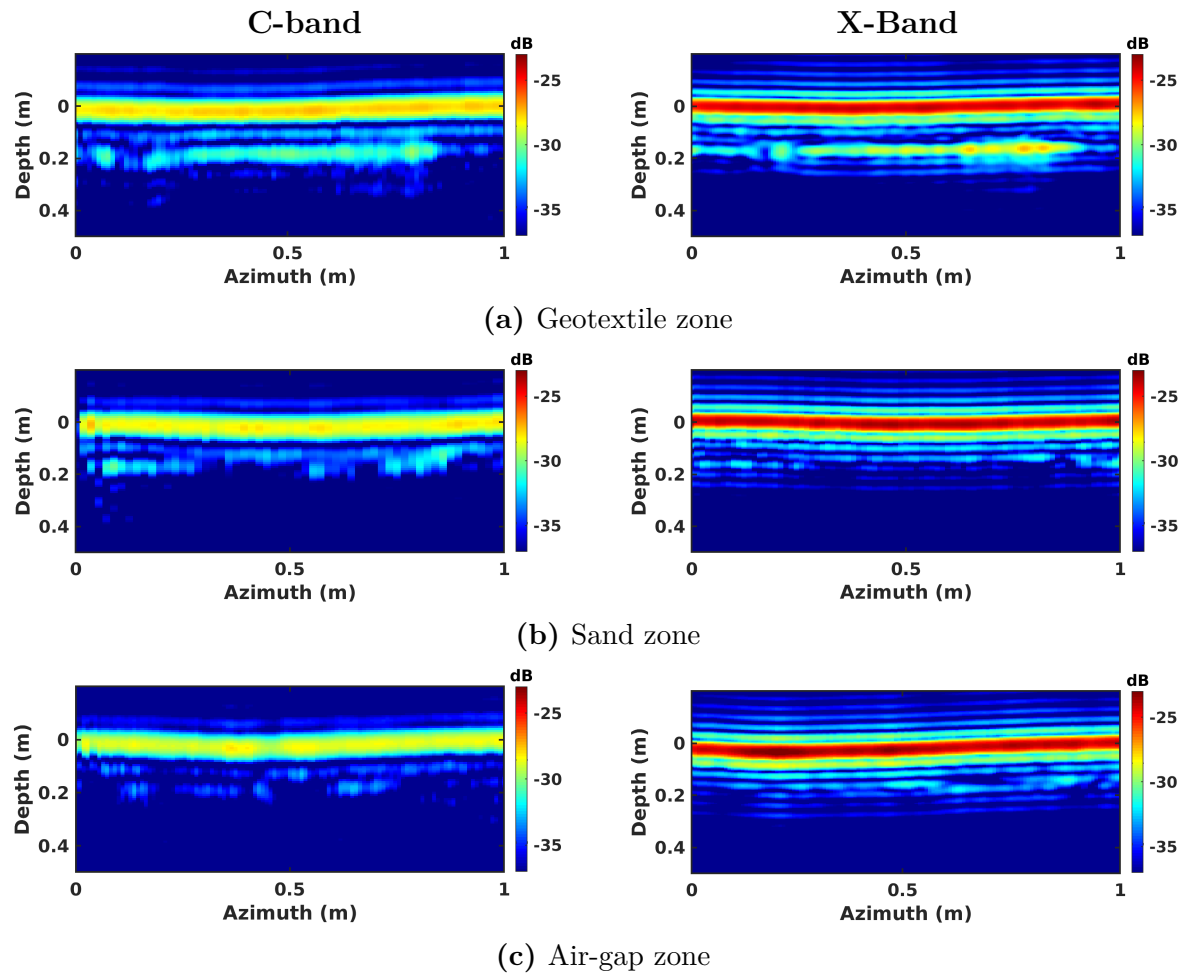 C-band X-Band
dB dB
Depth (m) 0 0.2 0.4 -25 -30 -35 Depth (m) 0 0.2 0.4 -25 -30 -35
0 0.5 1 0 0.5 1
Azimuth (m) Azimuth (m)
(a) Geotextile zone
dB dB
Depth (m) 0 0.2 0.4 -25 -30 -35 Depth (m) 0 0.2 0.4 -25 -30 -35
0 0.5 1 0 0.5 1
Azimuth (m) Azimuth (m)
(b) Sand zone
dB dB
Depth (m) 0 0.2 0.4 -25 -30 -35 Depth (m) 0 0.2 0.4 -25 -30 -35
0 0.5 1 0 0.5 1
Azimuth (m) Azimuth (m)
(c) Air-gap zone